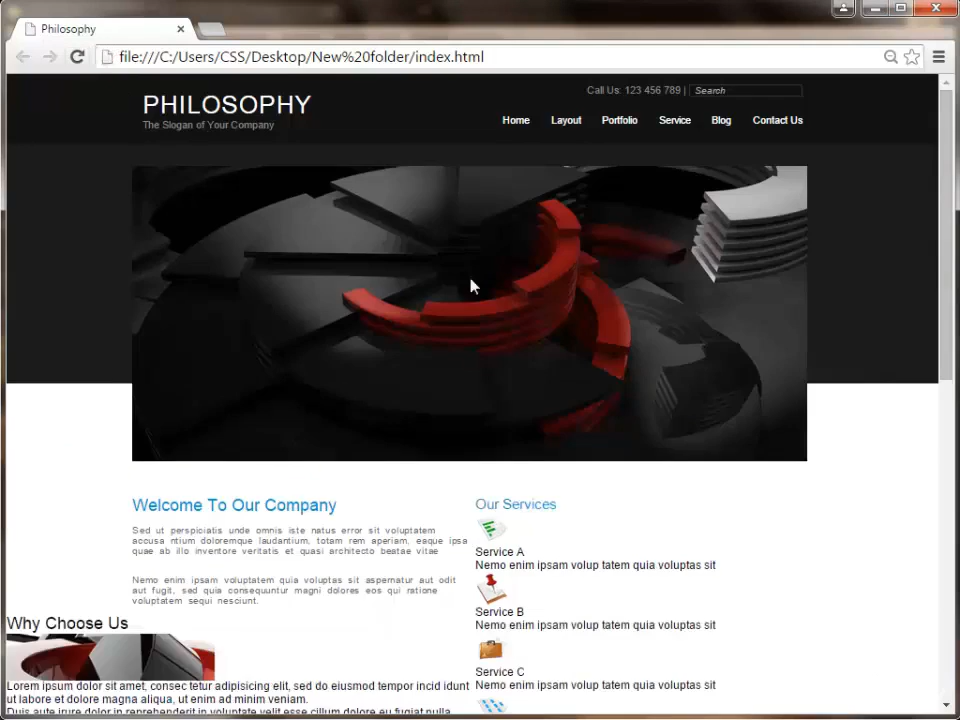 Philosophy
file:///C:/Users/CSS/Desktop/New%20folder/index.html
Call Us: 123 456 789 |
Search
PHILOSOPHY
The Slogan of Your Company
Home
Layout
Portfolio
Service
Blog
Contact Us
Welcome To Our Company
Sed ut perspiciatis unde omnis iste natus error sit voluptatem
accusa ntium doloremque laudantium, totam rem aperiam, eaque ipsa
quae ab illo inventore veritatis et quasi architecto beatae vitae
Nemo enim ipsam voluptatem quia voluptas sit aspernatur aut odit
aut fugit, sed quia consequuntur magni dolores eos qui ratione
voluptatem sequi nesciunt.
Our Services
Service A
Nemo enim ipsam volup tatem quia voluptas sit
Service B
Nemo enim ipsam volup tatem quia voluptas sit
Service C
Nemo enim ipsam volup tatem quia voluptas sit
Why Choose Us
Lorem ipsum dolor sit amet, consec tetur adipisicing elit, sed do eiusmod tempor incid idunt
ut labore et dolore magna aliqua, ut enim ad minim veniam.
Duis aute irure dolor in reprehenderit in voluptate velit esse cillum dolore eu fugiat nulla